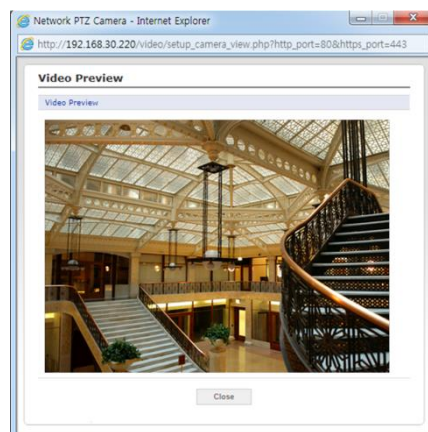 Network PTZ Camera - Internet Explorer
http://192.168.30.220/video/setup_camera_view.php?http_port=80&https_port=443
Video Preview
Video Preview
Close